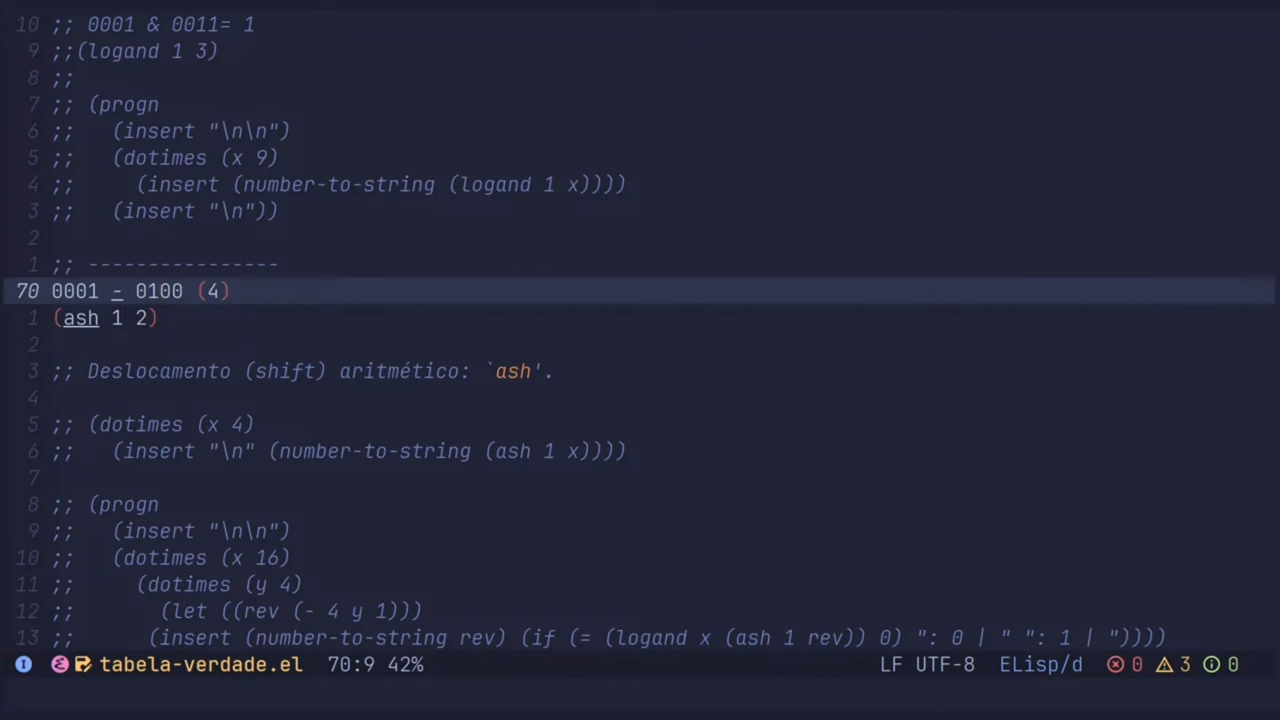 10 ;; 0001 & 0011= 1
9 ;;(logand 1 3)
8 ;;
7 ;; (progn
6 ;;   (insert "\n\n")
5 ;;   (dotimes (x 9)
4 ;;     (insert (number-to-string (logand 1 x))))
3 ;;   (insert "\n"))
2
1 ;; ----------------
70 0001 - 0100 (4)
1 (ash 1 2)
2
3 ;; Deslocamento (shift) aritmético: `ash'.
4
5 ;; (dotimes (x 4)
6 ;;   (insert "\n" (number-to-string (ash 1 x))))
7
8 ;; (progn
9 ;;   (insert "\n\n")
10 ;;   (dotimes (x 16)
11 ;;     (dotimes (y 4)
12 ;;       (let ((rev (- 4 y 1)))
13 ;;      (insert (number-to-string rev) (if (= (logand x (ash 1 rev)) 0) ": 0 | " ": 1 | "))))
tabela-verdade.el 70:9 42% LF UTF-8 ELisp/d 0 3 0